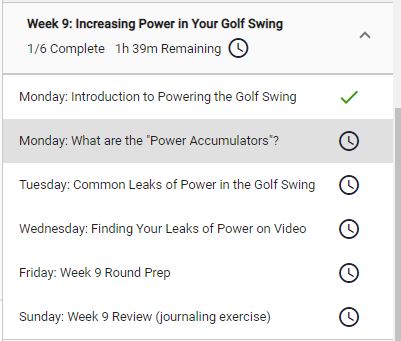 Week 9: Increasing Power in Your Golf Swing
1/6 Complete 1h 39m Remaining
Monday: Introduction to Powering the Golf Swing
Monday: What are the "Power Accumulators"?
Tuesday: Common Leaks of Power in the Golf Swing
Wednesday: Finding Your Leaks of Power on Video
Friday: Week 9 Round Prep
Sunday: Week 9 Review (journaling exercise)